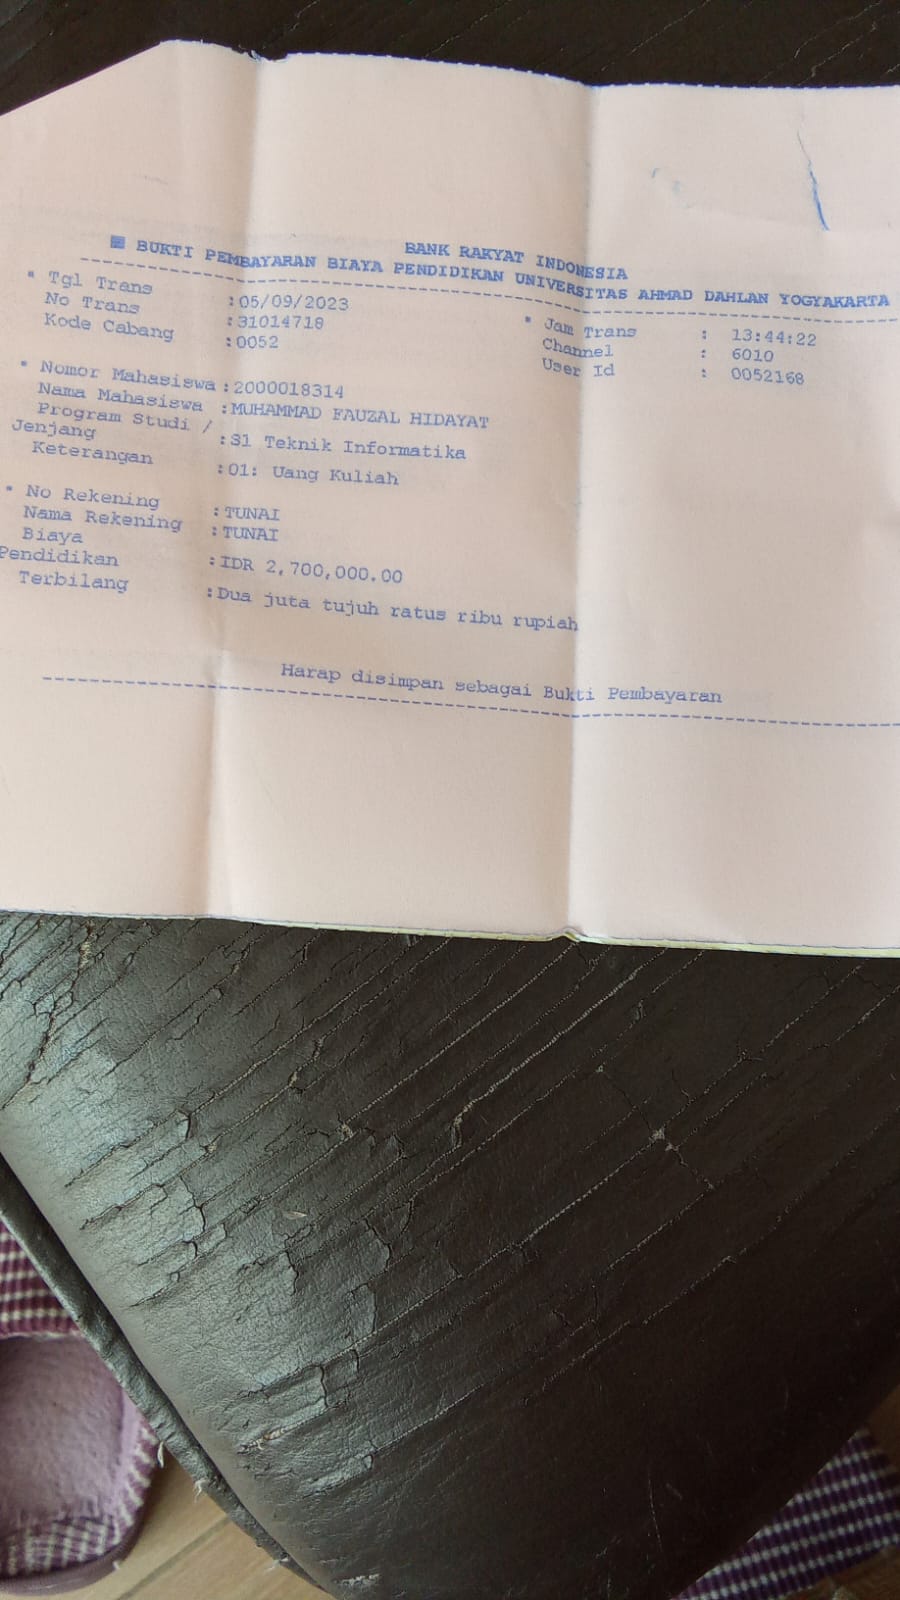 BANK RAKYAT INDONESIA
BUKTI PEMBAYARAN BIAYA PENDIDIKAN UNIVERSITAS AHMAD DAHLAN YOGYAKARTA
* Tgl Trans :05/09/2023 * Jam Trans : 13:44:22
No Trans :31014718 Channel : 6010
Kode Cabang :0052 User Id : 0052168
* Nomor Mahasiswa :2000018314
Nama Mahasiswa :MUHAMMAD FAUZAL HIDAYAT
Program Studi /
Jenjang :S1 Teknik Informatika
Keterangan :01: Uang Kuliah
* No Rekening :TUNAI
Nama Rekening :TUNAI
Biaya
Pendidikan :IDR 2,700,000.00
Terbilang :Dua juta tujuh ratus ribu rupiah
Harap disimpan sebagai Bukti Pembayaran